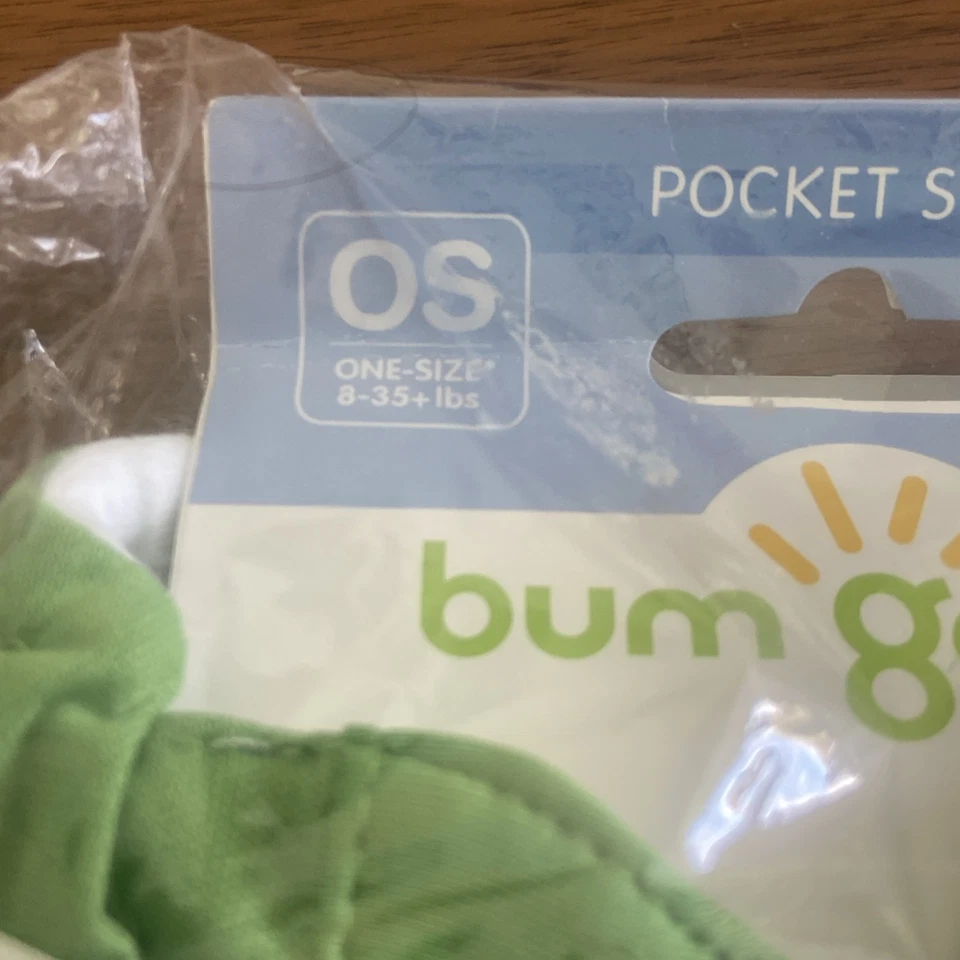 POCKET S
OS
ONE-SIZE*
8-35+lbs
bum g